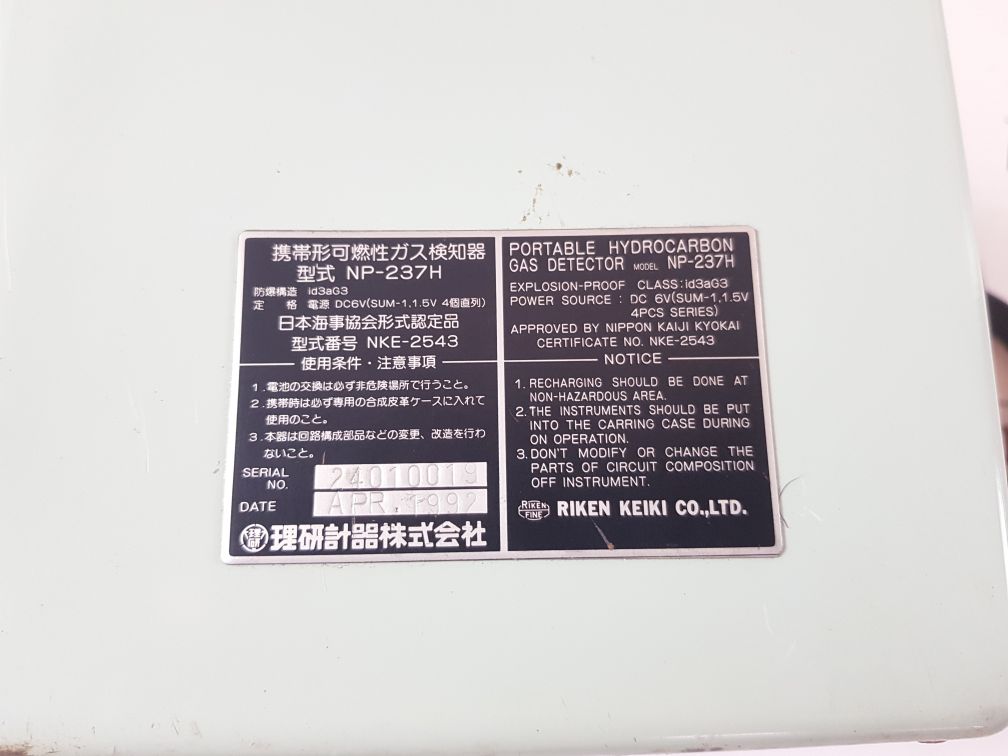 携帯形可燃性ガス検知器
型式 NP-237H
防爆構造 id3aG3
定 格 電源 DC6V(SUM-1,1.5V 4個直列)
日本海事協会形式認定品
型式番号 NKE-2543
使用条件・注意事項
1.電池の交換は必ず非危険場所で行うこと。
2.携帯時は必ず専用の合成皮革ケースに入れて
使用のこと。
3.本器は回路構成部品などの変更、改造を行わ
ないこと。
SERIAL
NO. 24010019
DATE APR. 1992
理研 理研計器株式会社
PORTABLE HYDROCARBON
GAS DETECTOR MODEL NP-237H
EXPLOSION-PROOF CLASS:id3aG3
POWER SOURCE : DC 6V(SUM-1,1.5V
4PCS SERIES)
APPROVED BY NIPPON KAIJI KYOKAI
CERTIFICATE NO. NKE-2543
NOTICE
1. RECHARGING SHOULD BE DONE AT
NON-HAZARDOUS AREA.
2. THE INSTRUMENTS SHOULD BE PUT
INTO THE CARRING CASE DURING
ON OPERATION.
3. DON'T MODIFY OR CHANGE THE
PARTS OF CIRCUIT COMPOSITION
OFF INSTRUMENT.
RIKEN
FINE
RIKEN KEIKI CO.,LTD.